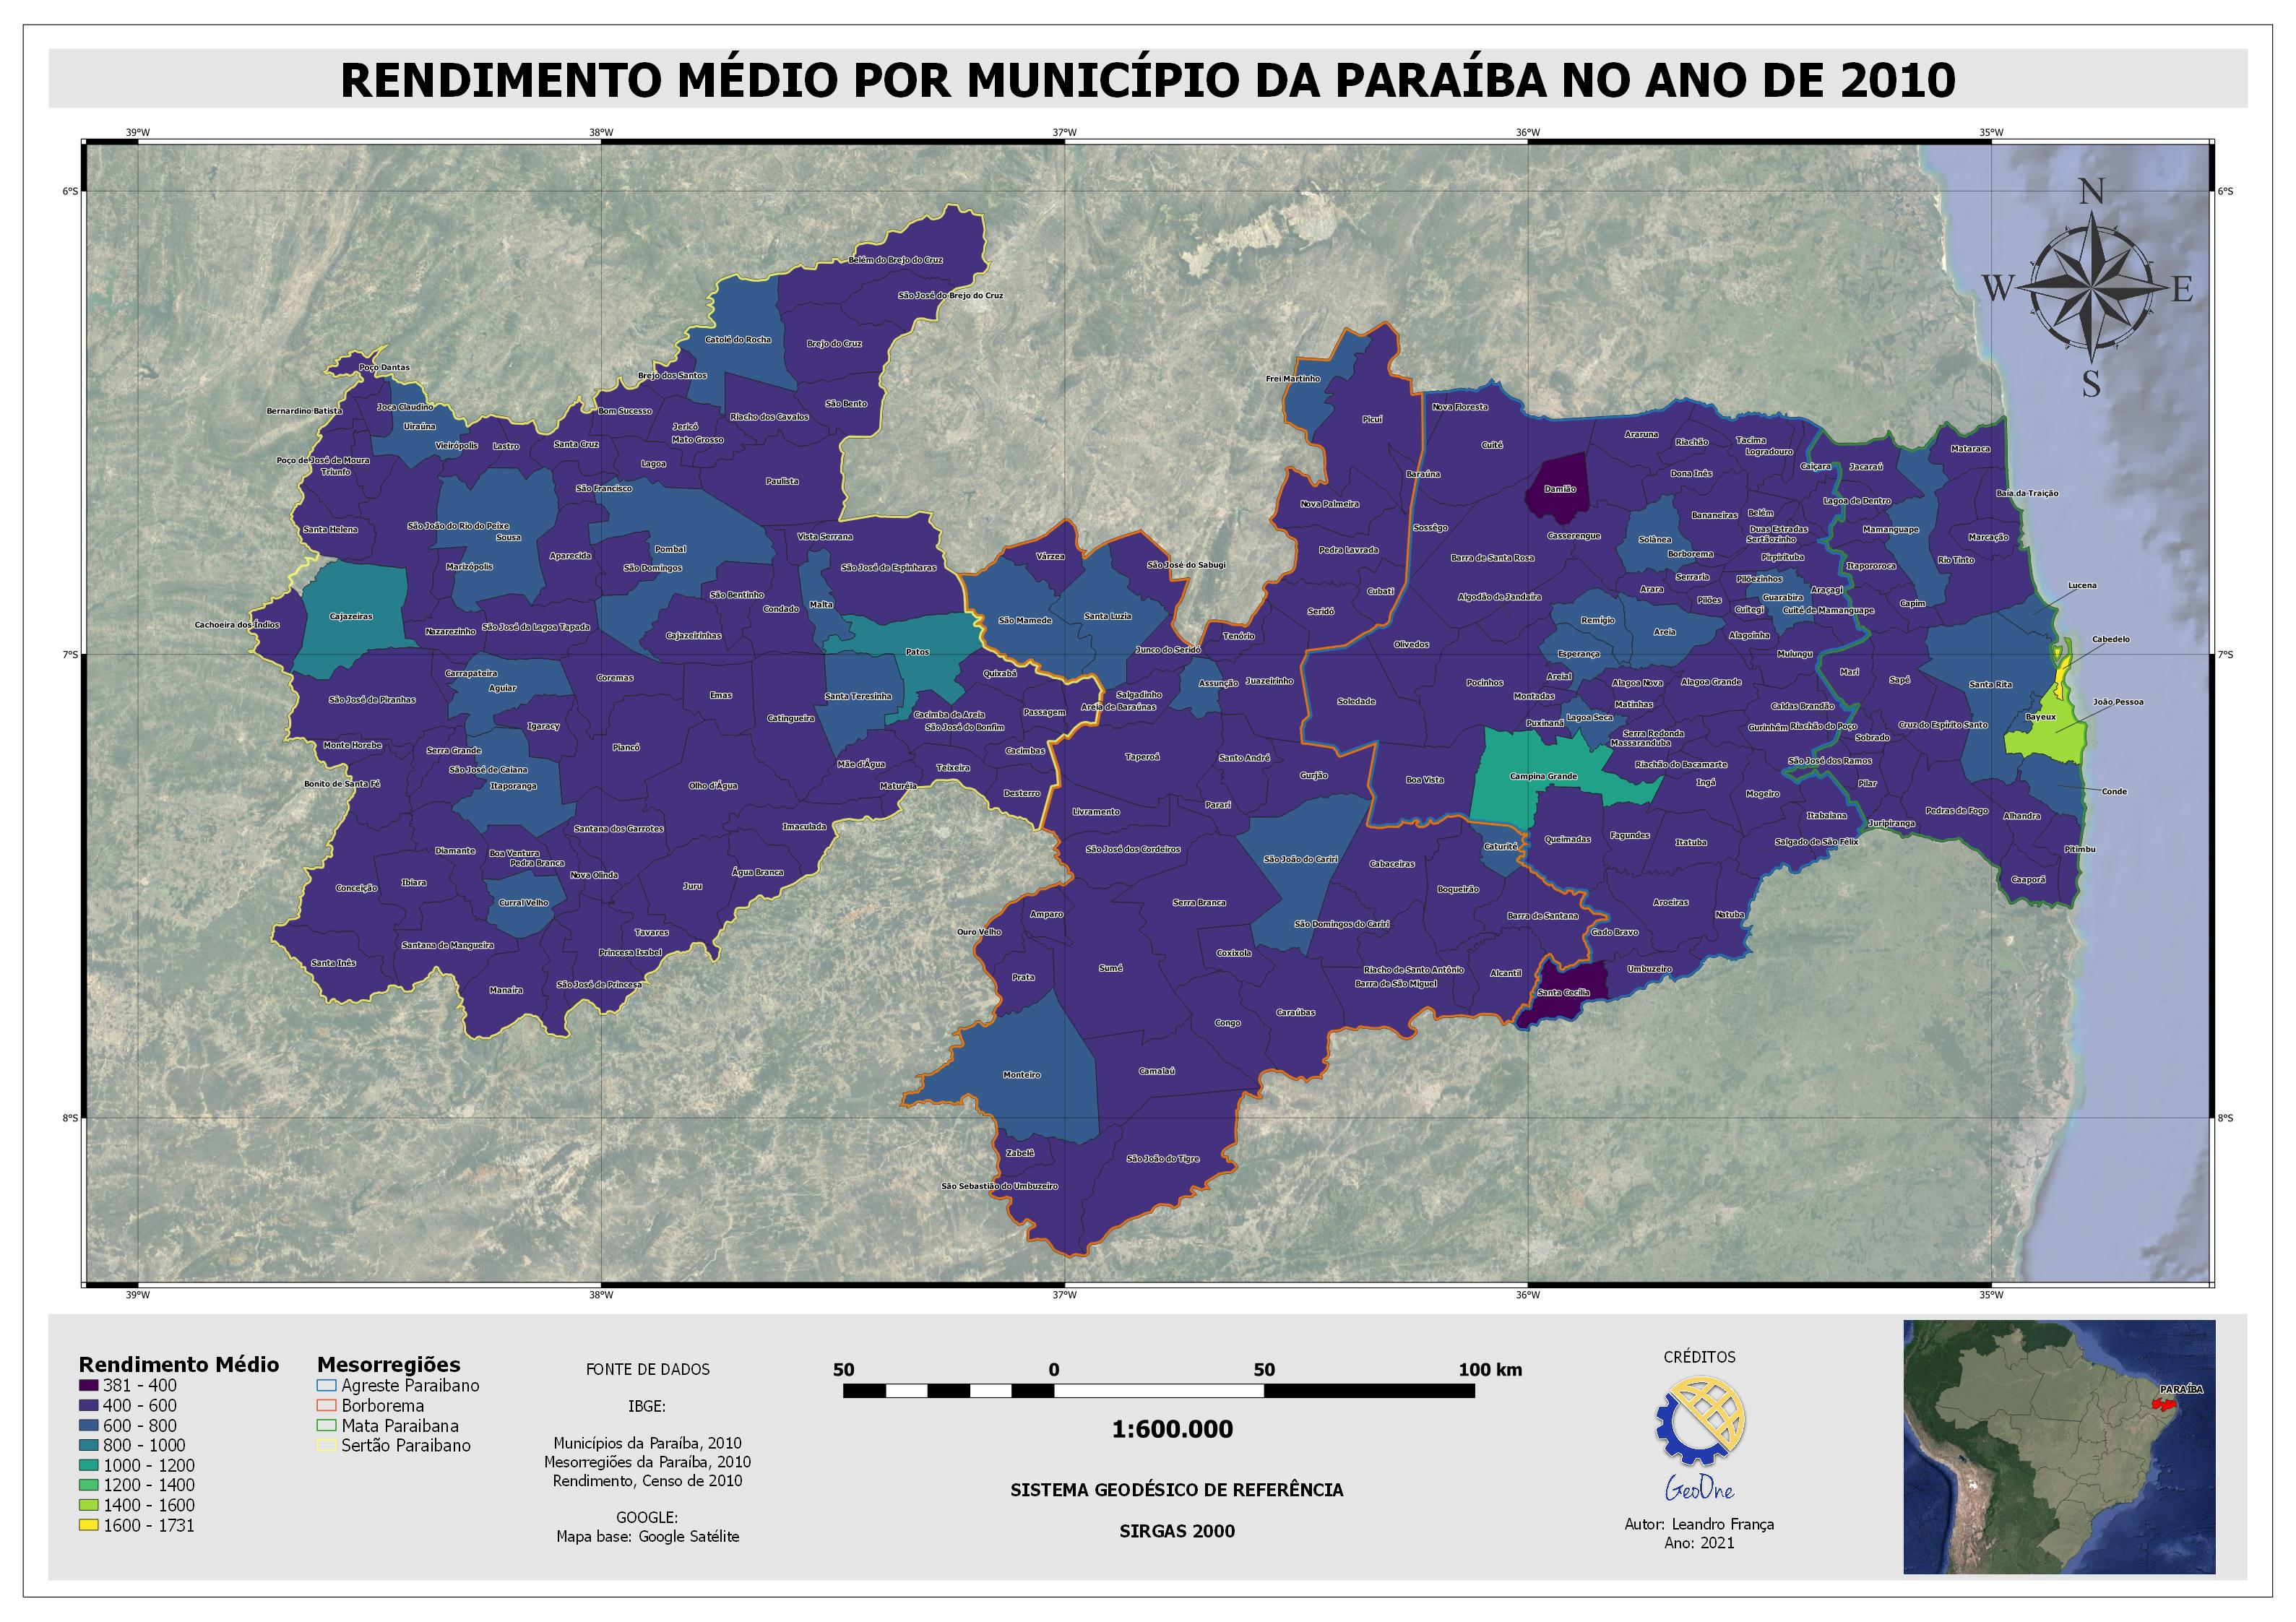 RENDIMENTO MÉDIO POR MUNICÍPIO DA PARAÍBA NO ANO DE 2010
39°W 38°W 37°W 36°W 35°W
6°S 6°S
N
W E
S
Belém do Brejo do Cruz
São José do Brejo do Cruz
Catolé do Rocha
Brejo do Cruz
Poço Dantas
Brejo dos Santos
Frei Martinho
São Bento
Joca Claudino
Bernardino Batista
Bom Sucesso
Riacho dos Cavalos
Nova Floresta
Picuí
Uiraúna
Jericó
Mato Grosso
Vieirópolis
Lastro
Santa Cruz
Cuité
Araruna
Riachão
Tacima
Logradouro
Mataraca
Poço de José de Moura
Triunfo
Lagoa
Paulista
Baraúna
Dona Inês
Caiçara
Jacaraú
São Francisco
Damião
Baía da Traição
Nova Palmeira
Lagoa de Dentro
Santa Helena
São João do Rio do Peixe
Sousa
Vista Serrana
Sossêgo
Bananeiras
Belém
Duas Estradas
Sertãozinho
Mamanguape
Marcação
Casserengue
Solânea
Aparecida
Pombal
Várzea
Pedra Lavrada
Barra de Santa Rosa
Borborema
Pirpirituba
Rio Tinto
Marizópolis
São Domingos
São José de Espinharas
São José do Sabugi
Itapororoca
Serraria
Pilõezinhos
Lucena
Cubati
Arara
Araçagi
São Bentinho
Condado
Malta
Algodão de Jandaíra
Pilões
Guarabira
Cuitegi
Cuité de Mamanguape
Capim
Cajazeiras
Cachoeira dos Índios
São Mamede
Santa Luzia
Seridó
Remígio
Areia
Nazarezinho
São José da Lagoa Tapada
Cajazeirinhas
Tenório
Alagoinha
Cabedelo
Olivedos
Patos
Junco do Seridó
Esperança
Mulungu
7°S 7°S
Carrapateira
Aguiar
Coremas
Quixabá
Areial
Mari
Sapé
Santa Rita
Assunção
Juazeirinho
Pocinhos
Alagoa Nova
Alagoa Grande
São José de Piranhas
Emas
Santa Teresinha
Salgadinho
Areia de Baraúnas
Soledade
Montadas
Matinhas
Caldas Brandão
João Pessoa
Passagem
Cacimba de Areia
São José do Bonfim
Catingueira
Igaracy
Lagoa Seca
Puxinanã
Bayeux
Cruz do Espírito Santo
Gurinhém
Riachão do Poço
Serra Redonda
Massaranduba
Sobrado
Monte Horebe
Serra Grande
Piancó
Cacimbas
Taperoá
Santo André
São José de Caiana
Mãe d'Água
Teixeira
Riachão do Bacamarte
São José dos Ramos
Bonito de Santa Fé
Itaporanga
Olho d'Água
Maturéia
Desterro
Gurjão
Boa Vista
Campina Grande
Ingá
Mogeiro
Pilar
Conde
Parari
Livramento
Itabaiana
Juripiranga
Pedras de Fogo
Alhandra
Santana dos Garrotes
Imaculada
Queimadas
Fagundes
Itatuba
Salgado de São Félix
Diamante
Boa Ventura
Pedra Branca
São José dos Cordeiros
São João do Cariri
Caturité
Pitimbu
Cabaceiras
Nova Olinda
Água Branca
Conceição
Ibiara
Juru
Boqueirão
Caaporã
Curral Velho
Serra Branca
Aroeiras
Amparo
Barra de Santana
Natuba
Ouro Velho
São Domingos do Cariri
Gado Bravo
Tavares
Santana de Mangueira
Princesa Isabel
Coxixola
Santa Inês
Sumé
Prata
Riacho de Santo Antônio
Alcantil
Umbuzeiro
Barra de São Miguel
Manaíra
São José de Princesa
Santa Cecília
Caraúbas
Congo
Monteiro
Camalaú
8°S 8°S
Zabelê
São João do Tigre
São Sebastião do Umbuzeiro
39°W 38°W 37°W 36°W 35°W
Rendimento Médio
381 - 400
400 - 600
600 - 800
800 - 1000
1000 - 1200
1200 - 1400
1400 - 1600
1600 - 1731
Mesorregiões
Agreste Paraibano
Borborema
Mata Paraibana
Sertão Paraibano
FONTE DE DADOS
IBGE:
Municípios da Paraíba, 2010
Mesorregiões da Paraíba, 2010
Rendimento, Censo de 2010
GOOGLE:
Mapa base: Google Satélite
50 0 50 100 km
1:600.000
SISTEMA GEODÉSICO DE REFERÊNCIA
SIRGAS 2000
CRÉDITOS
GeoOne
Autor: Leandro França
Ano: 2021
PARAÍBA